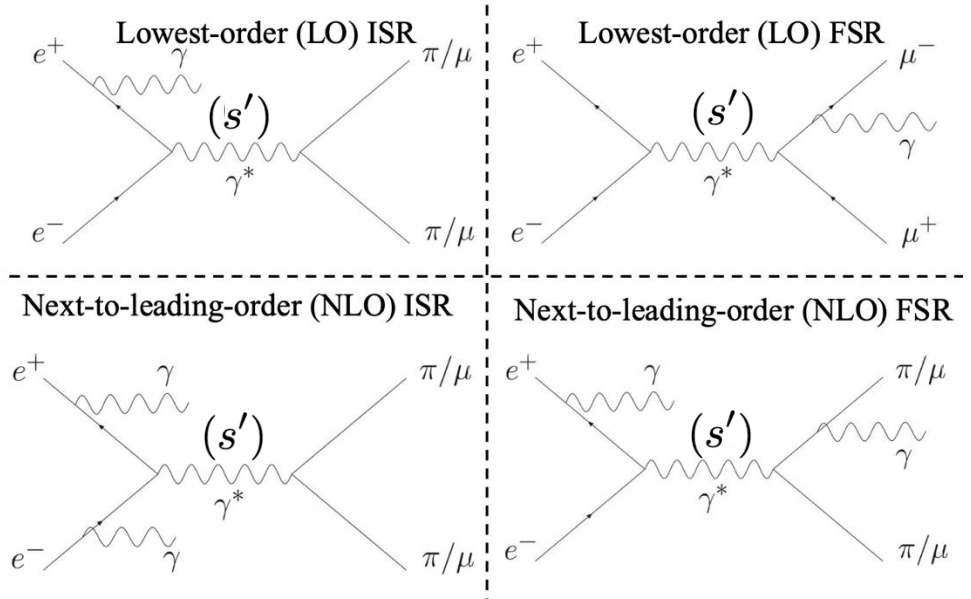 Lowest-order (LO) ISR
e⁺
γ
π/μ
(s′)
γ*
e⁻
π/μ
Lowest-order (LO) FSR
e⁺
μ⁻
(s′)
γ
γ*
e⁻
μ⁺
Next-to-leading-order (NLO) ISR
e⁺
γ
π/μ
(s′)
γ*
e⁻
γ
π/μ
Next-to-leading-order (NLO) FSR
e⁺
γ
π/μ
(s′)
γ
γ*
e⁻
π/μ